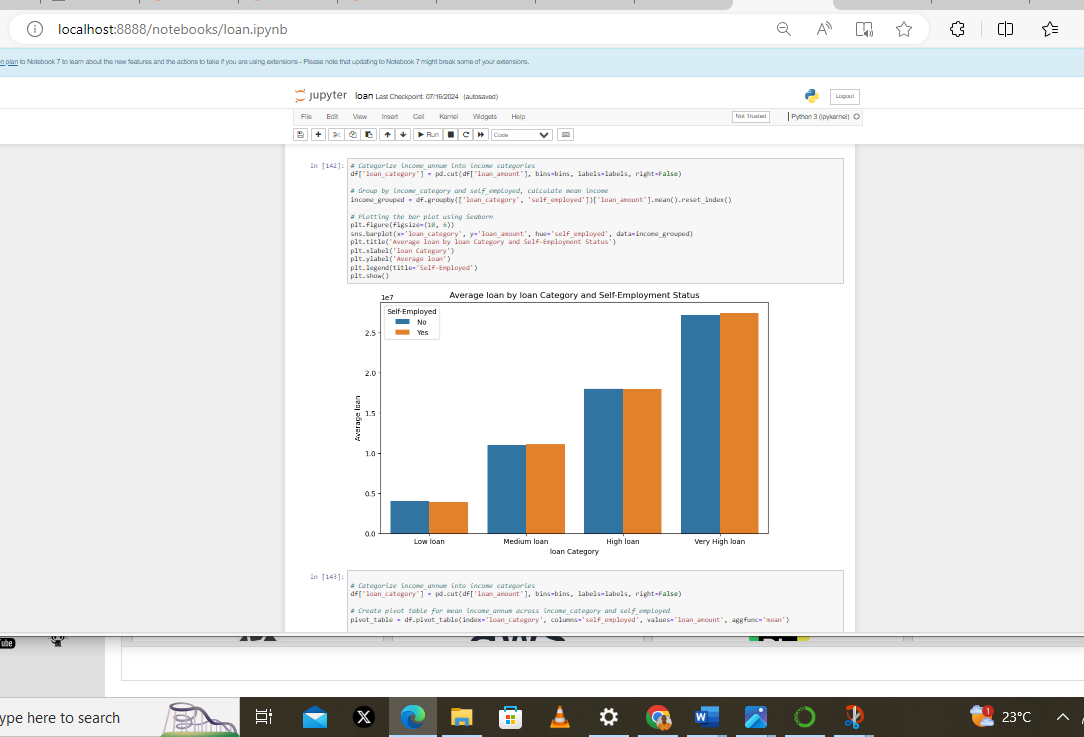 localhost:8888/notebooks/loan.ipynb
n plan to Notebook 7 to learn about the new features and the actions to take if you are using extensions - Please note that updating to Notebook 7 might break some of your extensions.
jupyter loan Last Checkpoint: 07/16/2024 (autosaved)
Logout
File Edit View Insert Cell Kernel Widgets Help
Not Trusted
Python 3 (ipykernel)
Run
Code
In [142]:
# Categorize income_annum into income categories
df['loan_category'] = pd.cut(df['loan_amount'], bins=bins, labels=labels, right=False)
# Group by income_category and self_employed, calculate mean income
income_grouped = df.groupby(['loan_category', 'self_employed'])['loan_amount'].mean().reset_index()
# Plotting the bar plot using Seaborn
plt.figure(figsize=(10, 6))
sns.barplot(x='loan_category', y='loan_amount', hue='self_employed', data=income_grouped)
plt.title('Average loan by loan Category and Self-Employment Status')
plt.xlabel('loan Category')
plt.ylabel('Average loan')
plt.legend(title='Self-Employed')
plt.show()
1e7
Average loan by loan Category and Self-Employment Status
Self-Employed
No
Yes
2.5
2.0
1.5
1.0
0.5
0.0
Average loan
Low loan Medium loan High loan Very High loan
loan Category
In [143]:
# Categorize income_annum into income categories
df['loan_category'] = pd.cut(df['loan_amount'], bins=bins, labels=labels, right=False)
# Create pivot table for mean income_annum across income_category and self_employed
pivot_table = df.pivot_table(index='loan_category', columns='self_employed', values='loan_amount', aggfunc='mean')
ube
ype here to search
1
23°C